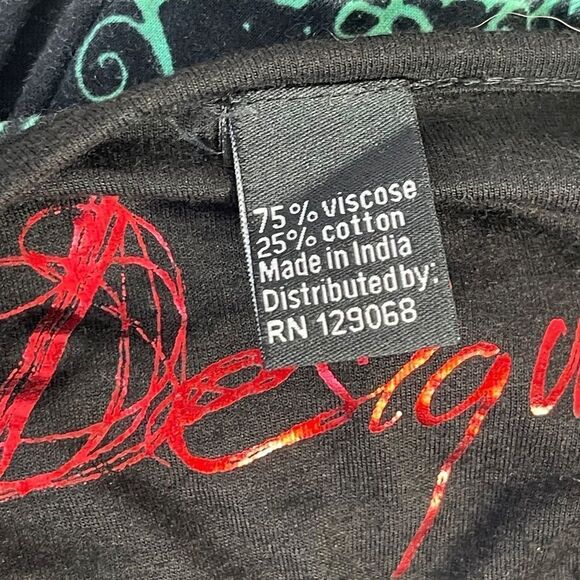 75% viscose
25% cotton
Made in India
Distributed by:
RN 129068